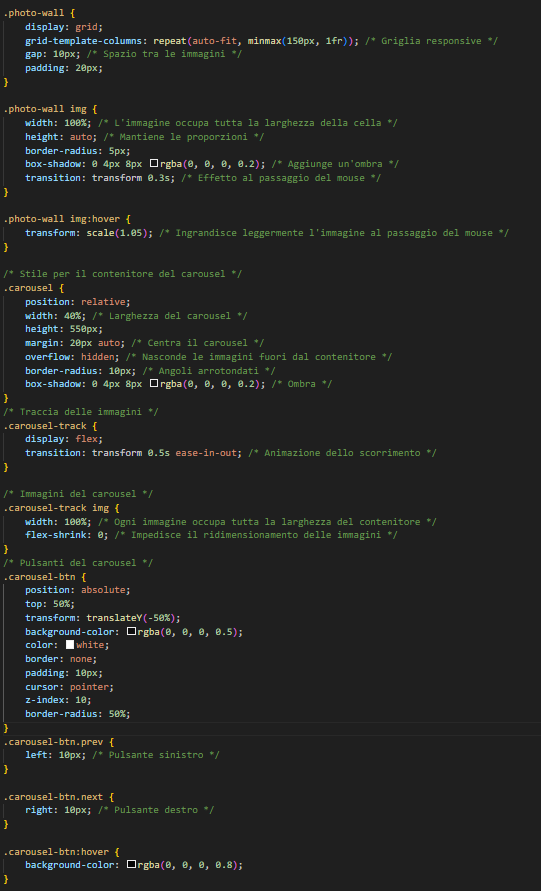 .photo-wall {
    display: grid;
    grid-template-columns: repeat(auto-fit, minmax(150px, 1fr)); /* Griglia responsive */
    gap: 10px; /* Spazio tra le immagini */
    padding: 20px;
}

.photo-wall img {
    width: 100%; /* L'immagine occupa tutta la larghezza della cella */
    height: auto; /* Mantiene le proporzioni */
    border-radius: 5px;
    box-shadow: 0 4px 8px rgba(0, 0, 0, 0.2); /* Aggiunge un'ombra */
    transition: transform 0.3s; /* Effetto al passaggio del mouse */
}

.photo-wall img:hover {
    transform: scale(1.05); /* Ingrandisce leggermente l'immagine al passaggio del mouse */
}

/* Stile per il contenitore del carousel */
.carousel {
    position: relative;
    width: 40%; /* Larghezza del carousel */
    height: 550px;
    margin: 20px auto; /* Centra il carousel */
    overflow: hidden; /* Nasconde le immagini fuori dal contenitore */
    border-radius: 10px; /* Angoli arrotondati */
    box-shadow: 0 4px 8px rgba(0, 0, 0, 0.2); /* Ombra */
}
/* Traccia delle immagini */
.carousel-track {
    display: flex;
    transition: transform 0.5s ease-in-out; /* Animazione dello scorrimento */
}

/* Immagini del carousel */
.carousel-track img {
    width: 100%; /* Ogni immagine occupa tutta la larghezza del contenitore */
    flex-shrink: 0; /* Impedisce il ridimensionamento delle immagini */
}
/* Pulsanti del carousel */
.carousel-btn {
    position: absolute;
    top: 50%;
    transform: translateY(-50%);
    background-color: rgba(0, 0, 0, 0.5);
    color: white;
    border: none;
    padding: 10px;
    cursor: pointer;
    z-index: 10;
    border-radius: 50%;
}
.carousel-btn.prev {
    left: 10px; /* Pulsante sinistro */
}

.carousel-btn.next {
    right: 10px; /* Pulsante destro */
}

.carousel-btn:hover {
    background-color: rgba(0, 0, 0, 0.8);
}